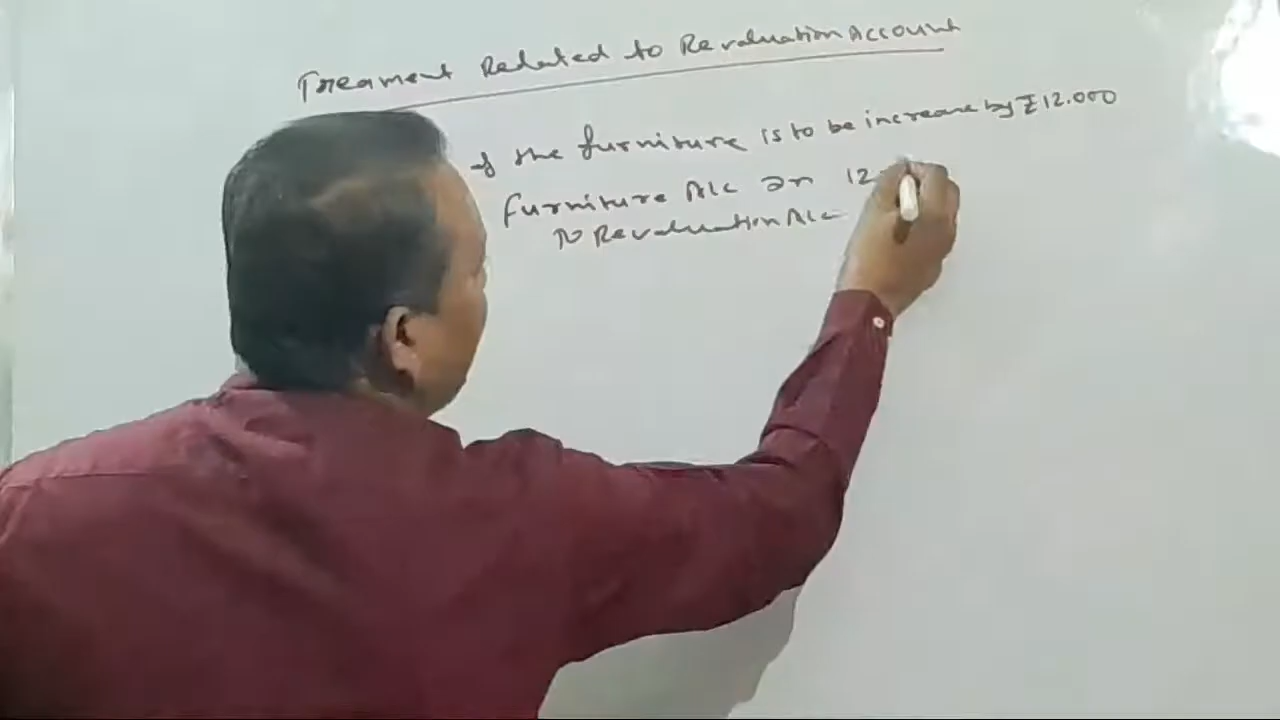 Treament Related to Revaluation Account
f the furniture is to be increase by ₹12.000
furniture A/c Dr 12
To Revaluation A/c